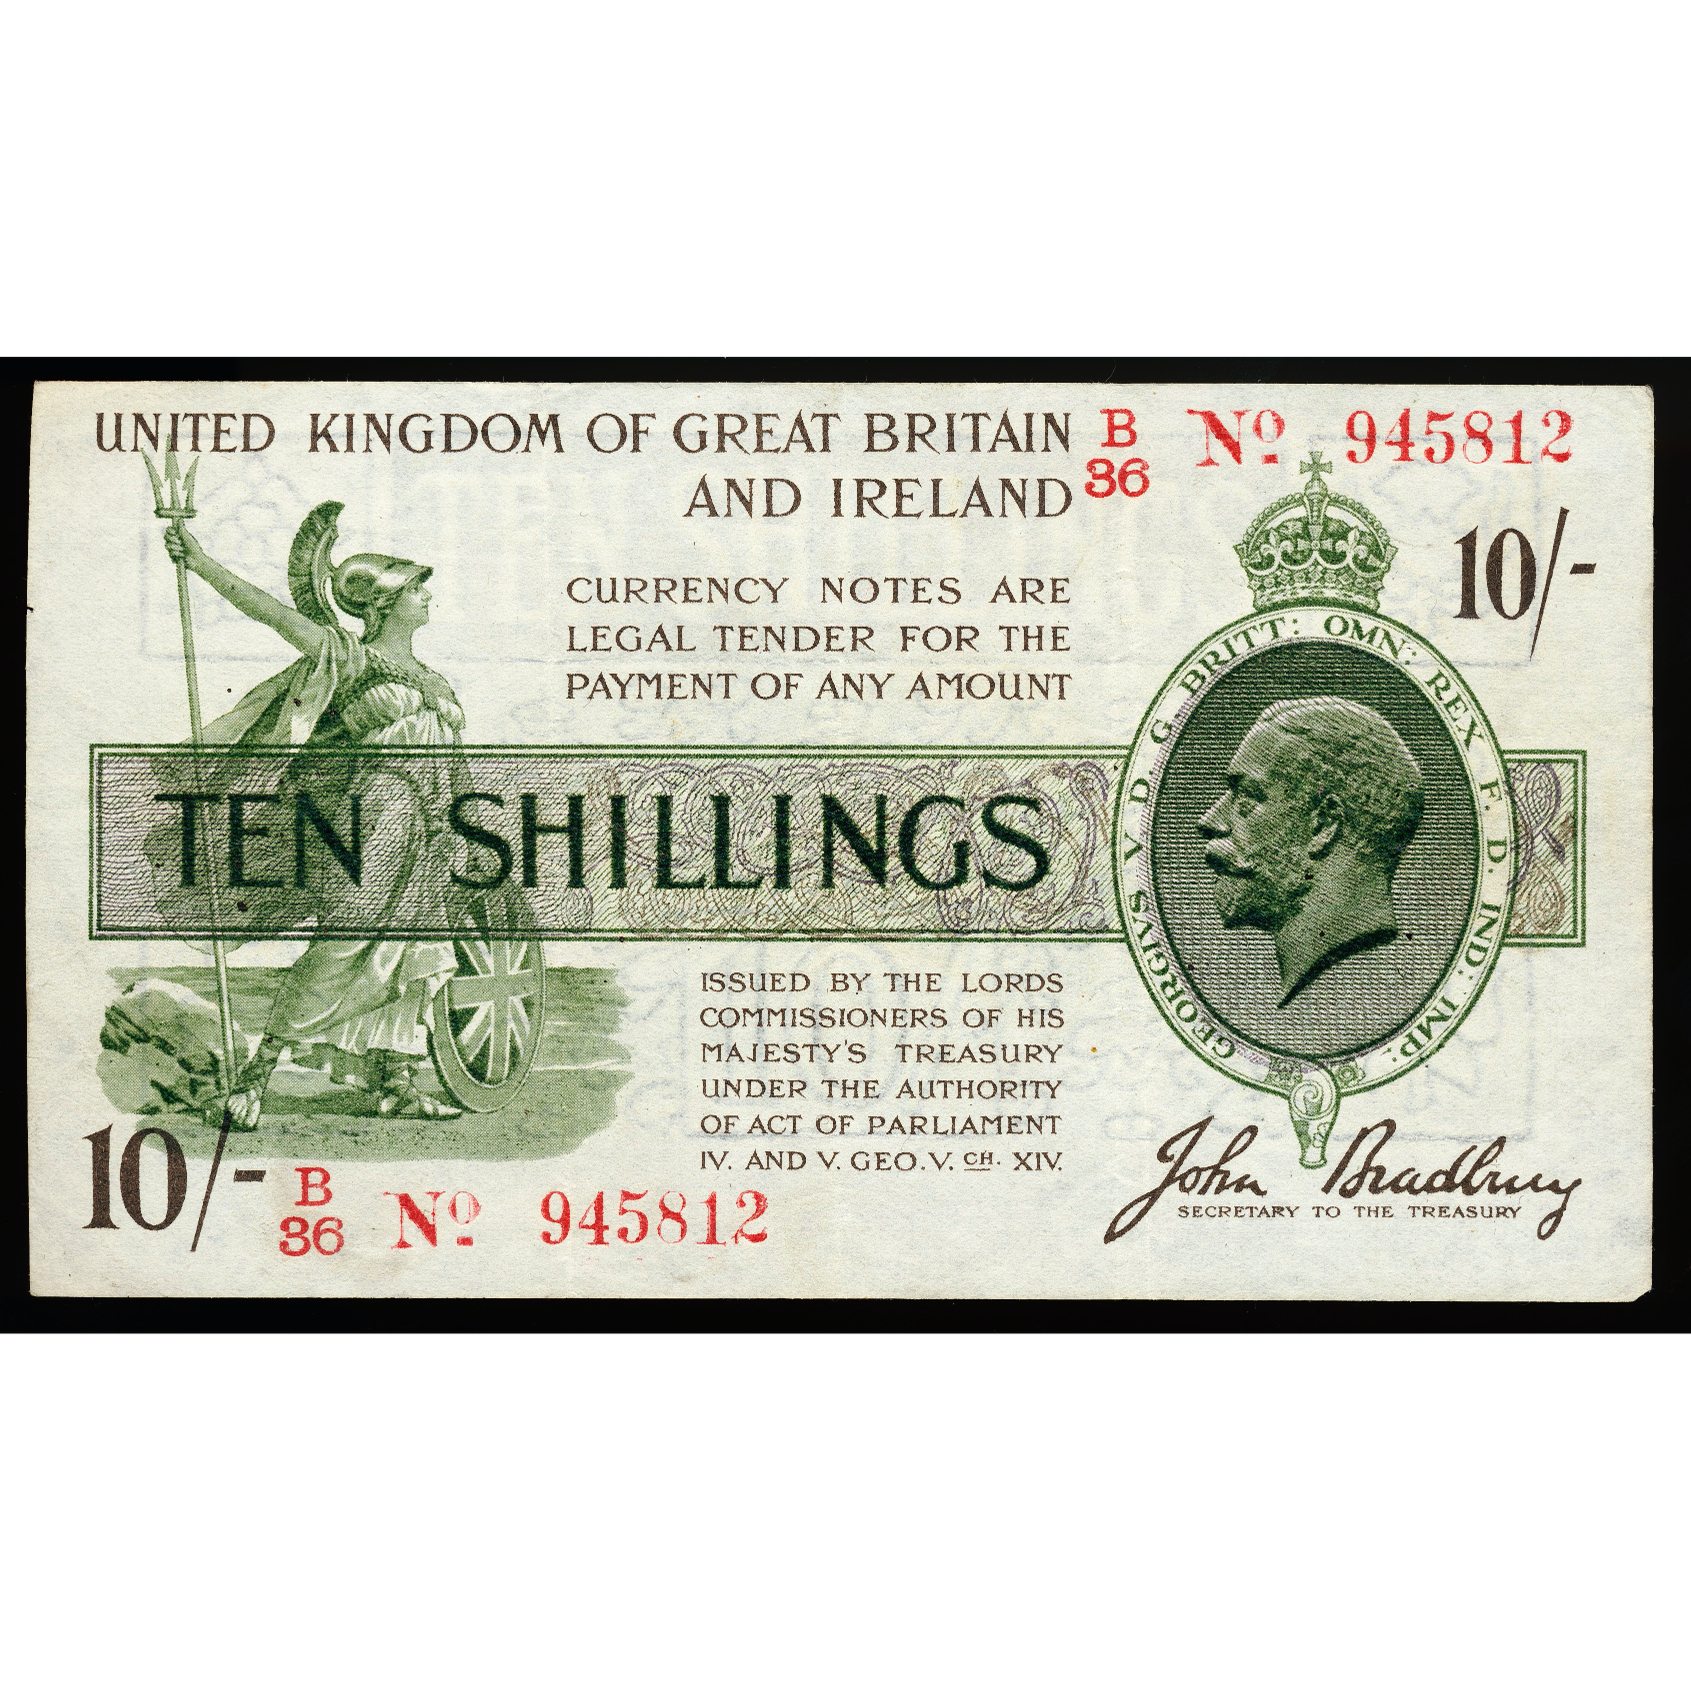 UNITED KINGDOM OF GREAT BRITAIN
AND IRELAND
B
36
No 945812
10/-
CURRENCY NOTES ARE
LEGAL TENDER FOR THE
PAYMENT OF ANY AMOUNT
GEORGIVS V D. G. BRITT: OMN: REX F. D. IND: IMP:
TEN SHILLINGS
ISSUED BY THE LORDS
COMMISSIONERS OF HIS
MAJESTY'S TREASURY
UNDER THE AUTHORITY
OF ACT OF PARLIAMENT
IV. AND V. GEO. V. CH. XIV.
John Bradbury
SECRETARY TO THE TREASURY
10/-
B
36
No 945812